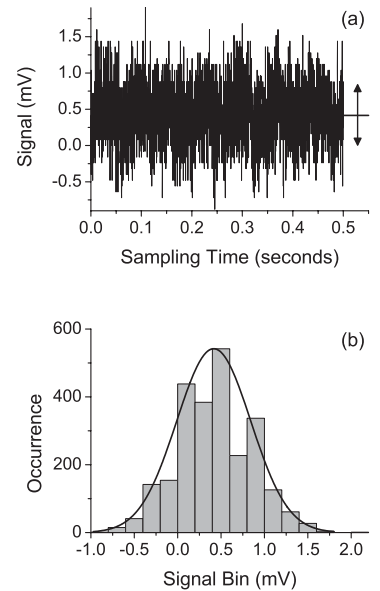 (a)
1.5
1.0
0.5
0.0
-0.5
Signal (mV)
0.0 0.1 0.2 0.3 0.4 0.5
Sampling Time (seconds)
(b)
600
400
200
0
Occurrence
-1.0 -0.5 0.0 0.5 1.0 1.5 2.0
Signal Bin (mV)